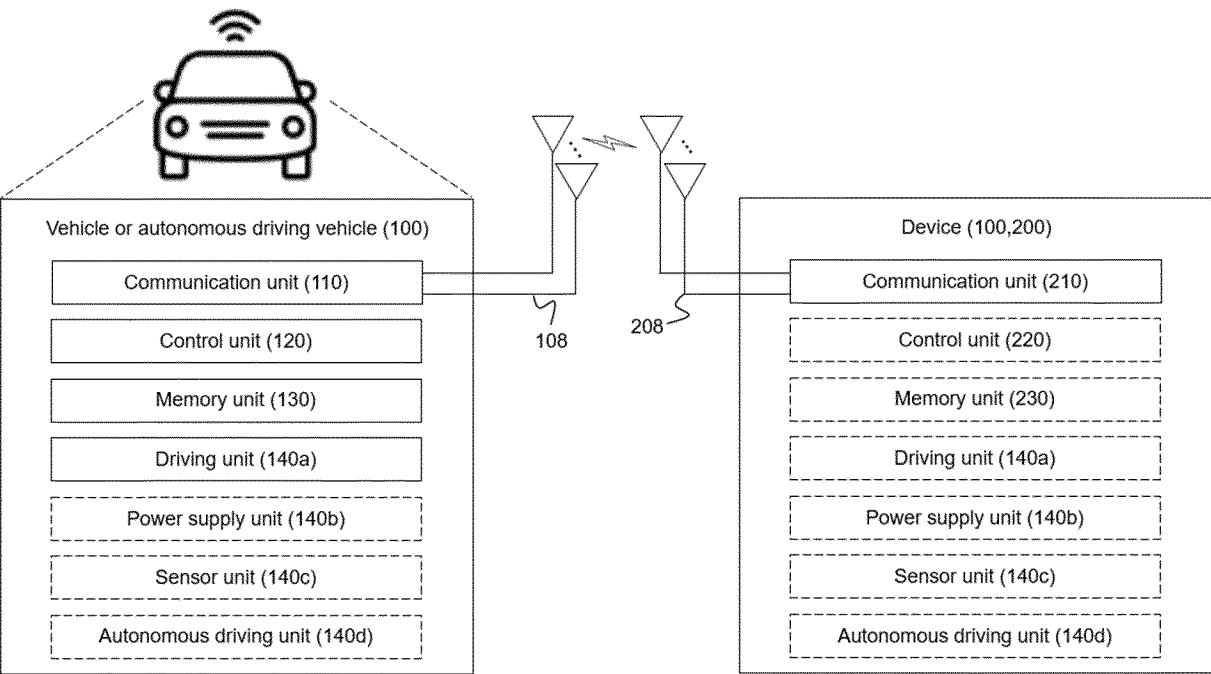 Vehicle or autonomous driving vehicle (100)
Communication unit (110)
Control unit (120)
Memory unit (130)
Driving unit (140a)
Power supply unit (140b)
Sensor unit (140c)
Autonomous driving unit (140d)
108
208
Device (100,200)
Communication unit (210)
Control unit (220)
Memory unit (230)
Driving unit (140a)
Power supply unit (140b)
Sensor unit (140c)
Autonomous driving unit (140d)